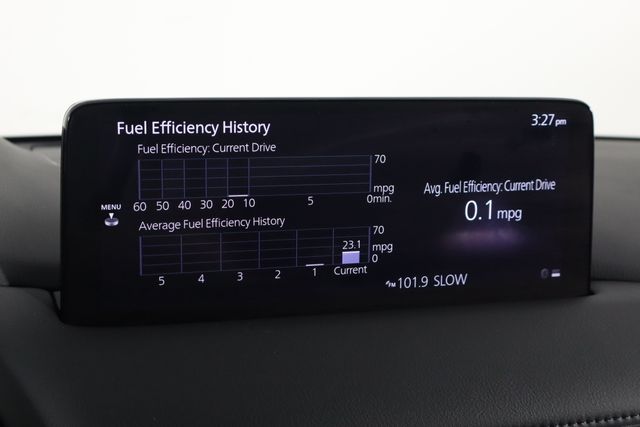 Fuel Efficiency History
3:27pm
Fuel Efficiency: Current Drive
70
mpg
60 50 40 30 20 10 5 0min.
MENU
Avg. Fuel Efficiency: Current Drive
0.1 mpg
Average Fuel Efficiency History
70
23.1
mpg
0
5 4 3 2 1 Current
FM 101.9 SLOW